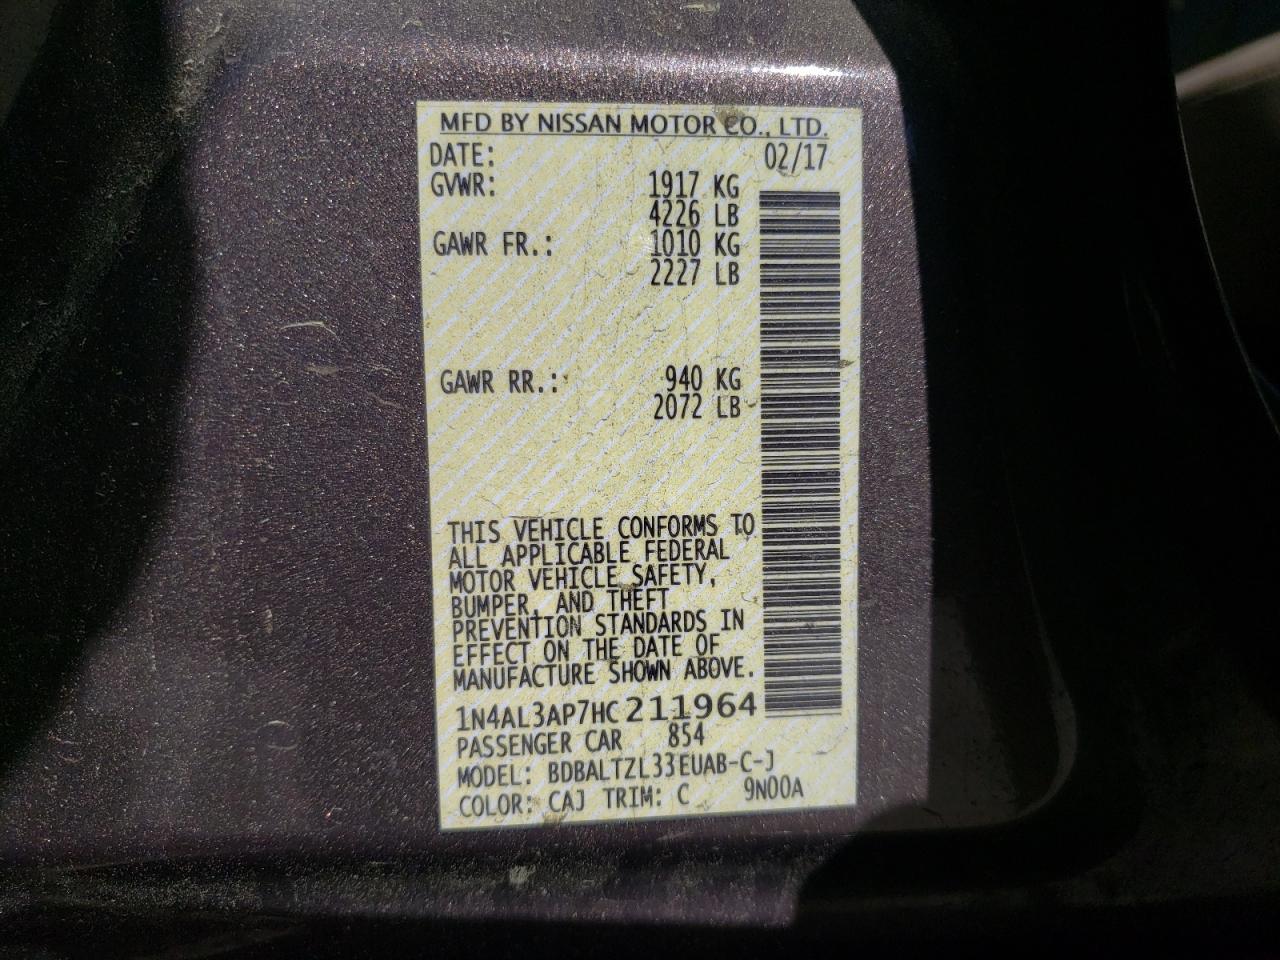 MFD BY NISSAN MOTOR CO., LTD.
DATE: 02/17
GVWR: 1917 KG
4226 LB
GAWR FR.: 1010 KG
2227 LB
GAWR RR.: 940 KG
2072 LB
THIS VEHICLE CONFORMS TO
ALL APPLICABLE FEDERAL
MOTOR VEHICLE SAFETY,
BUMPER, AND THEFT
PREVENTION STANDARDS IN
EFFECT ON THE DATE OF
MANUFACTURE SHOWN ABOVE.
1N4AL3AP7HC211964
PASSENGER CAR 854
MODEL: BDBALTZL33EUAB-C-J
COLOR: CAJ TRIM: C 9N00A